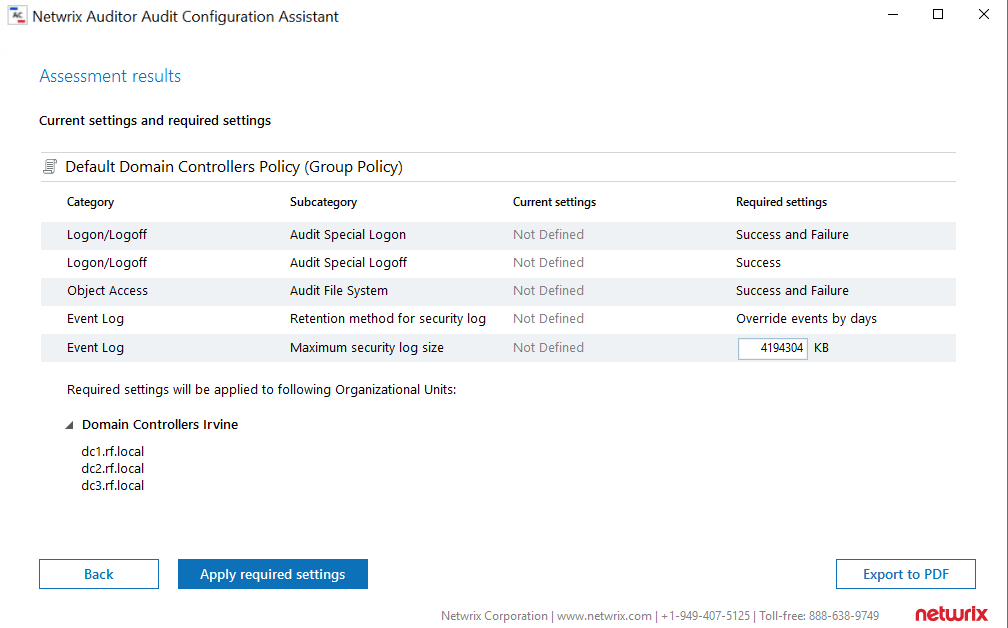 Netwrix Auditor Audit Configuration Assistant
Assessment results
Current settings and required settings
Default Domain Controllers Policy (Group Policy)
Category Subcategory Current settings Required settings
Logon/Logoff Audit Special Logon Not Defined Success and Failure
Logon/Logoff Audit Special Logoff Not Defined Success
Object Access Audit File System Not Defined Success and Failure
Event Log Retention method for security log Not Defined Override events by days
Event Log Maximum security log size Not Defined 4194304 KB
Required settings will be applied to following Organizational Units:
Domain Controllers Irvine
dc1.rf.local
dc2.rf.local
dc3.rf.local
Back Apply required settings Export to PDF
Netwrix Corporation | www.netwrix.com | +1-949-407-5125 | Toll-free: 888-638-9749 netwrix